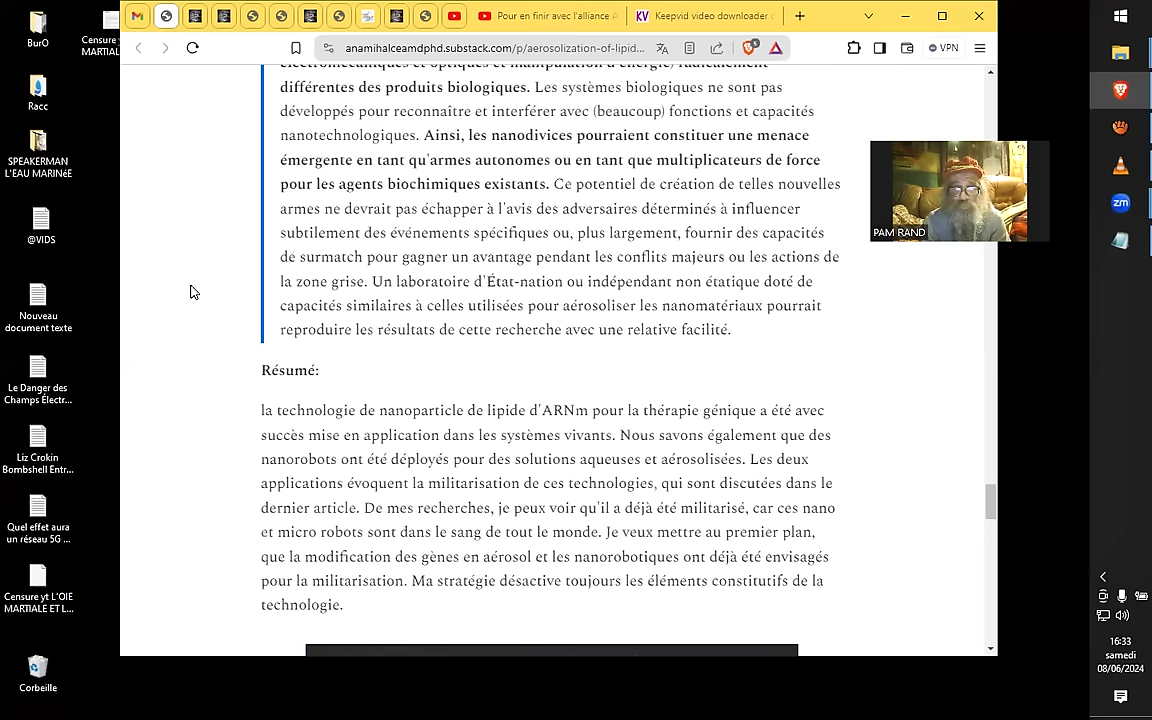 Pour en finir avec l'alliance A
KV Keepvid video downloader
anamihalceamdphd.substack.com/p/aerosolization-of-lipid...
VPN
BurO
Censure yt
MARTIALE
Racc
SPEAKERMAN
L'EAU MARINéE
@VIDS
Nouveau
document texte
Le Danger des
Champs Électr...
Liz Crokin
Bombshell Entr...
Quel effet aura
un réseau 5G ...
Censure yt L'OIE
MARTIALE ET L...
Corbeille
électromécaniques et optiques et manipulation d'énergie) radicalement
différentes des produits biologiques. Les systèmes biologiques ne sont pas
développés pour reconnaître et interférer avec (beaucoup) fonctions et capacités
nanotechnologiques. Ainsi, les nanodivices pourraient constituer une menace
émergente en tant qu'armes autonomes ou en tant que multiplicateurs de force
pour les agents biochimiques existants. Ce potentiel de création de telles nouvelles
armes ne devrait pas échapper à l'avis des adversaires déterminés à influencer
subtilement des événements spécifiques ou, plus largement, fournir des capacités
de surmatch pour gagner un avantage pendant les conflits majeurs ou les actions de
la zone grise. Un laboratoire d'État-nation ou indépendant non étatique doté de
capacités similaires à celles utilisées pour aérosoliser les nanomatériaux pourrait
reproduire les résultats de cette recherche avec une relative facilité.
Résumé:
la technologie de nanoparticle de lipide d'ARNm pour la thérapie génique a été avec
succès mise en application dans les systèmes vivants. Nous savons également que des
nanorobots ont été déployés pour des solutions aqueuses et aérosolisées. Les deux
applications évoquent la militarisation de ces technologies, qui sont discutées dans le
dernier article. De mes recherches, je peux voir qu'il a déjà été militarisé, car ces nano
et micro robots sont dans le sang de tout le monde. Je veux mettre au premier plan,
que la modification des gènes en aérosol et les nanorobotiques ont déjà été envisagés
pour la militarisation. Ma stratégie désactive toujours les éléments constitutifs de la
technologie.
PAM RAND
zm
16:33
samedi
08/06/2024